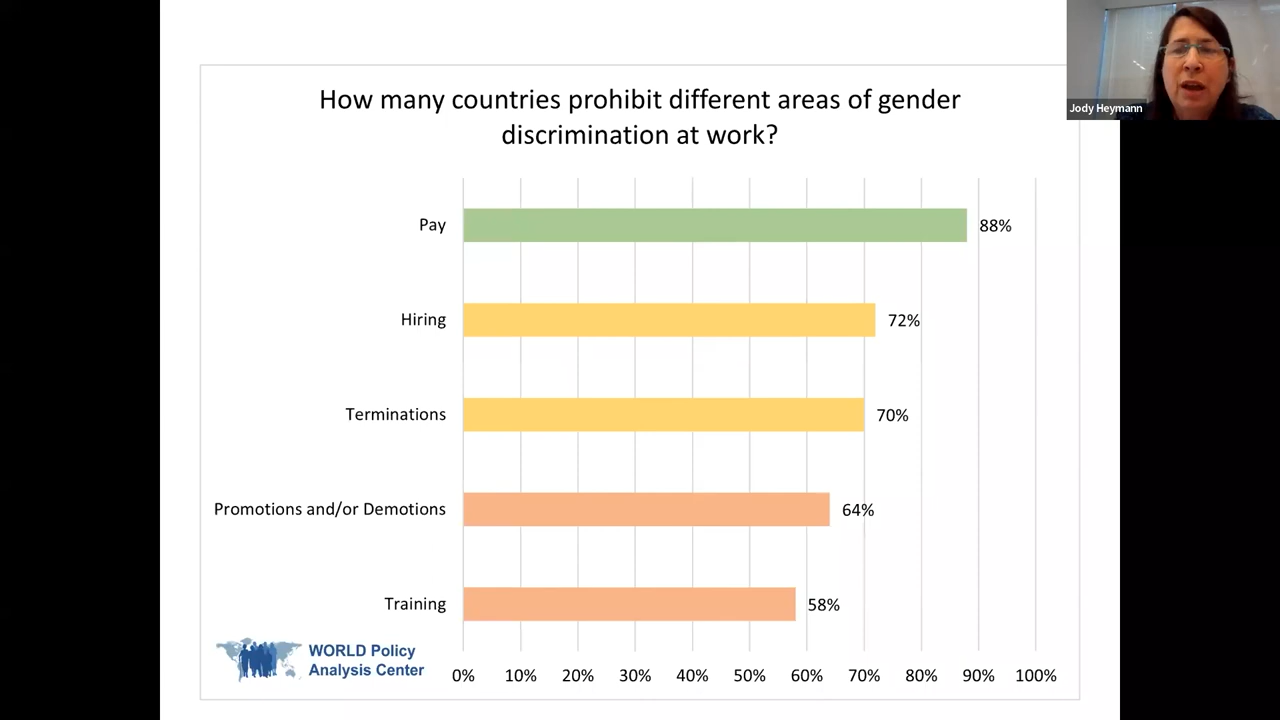 How many countries prohibit different areas of gender
discrimination at work?
Jody Heymann
Pay
88%
Hiring
72%
Terminations
70%
Promotions and/or Demotions
64%
Training
58%
0% 10% 20% 30% 40% 50% 60% 70% 80% 90% 100%
WORLD Policy
Analysis Center